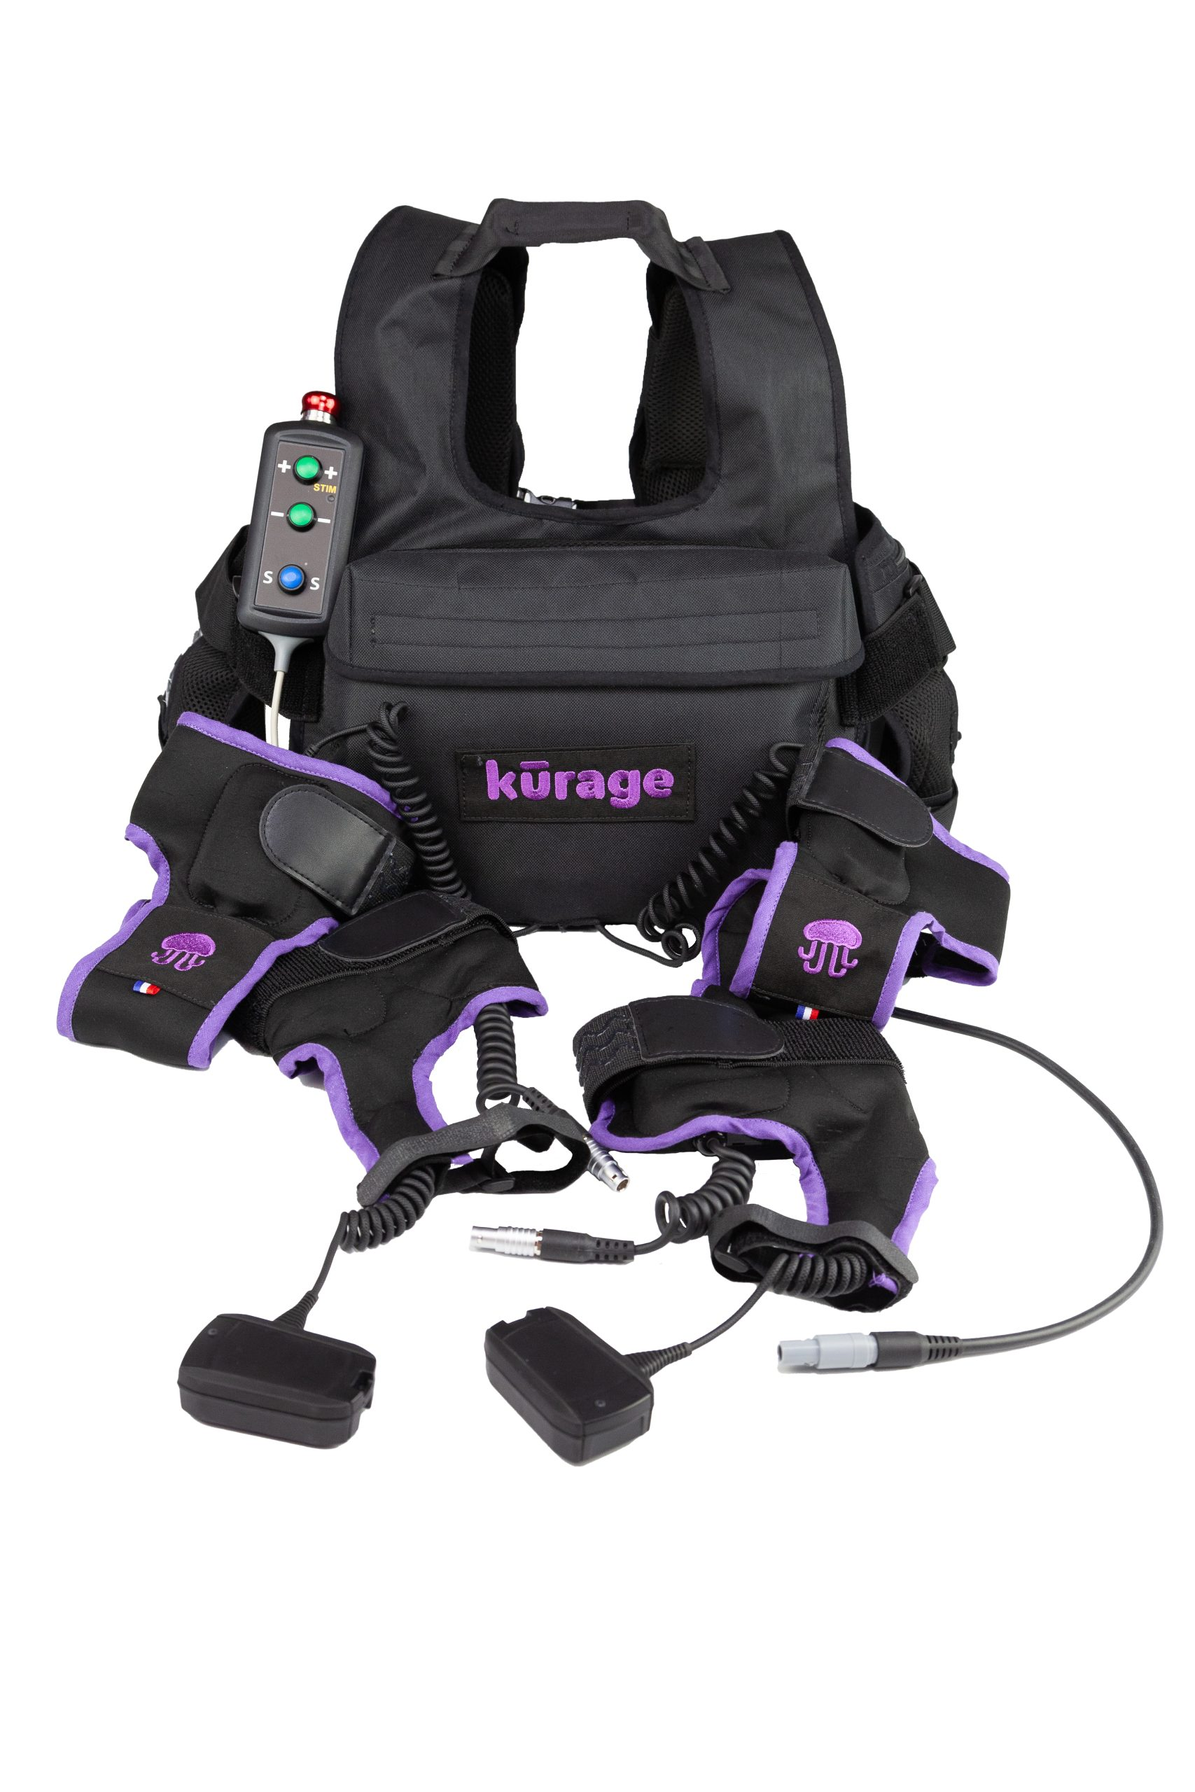 + +
STIM
- -
S S
kūrage